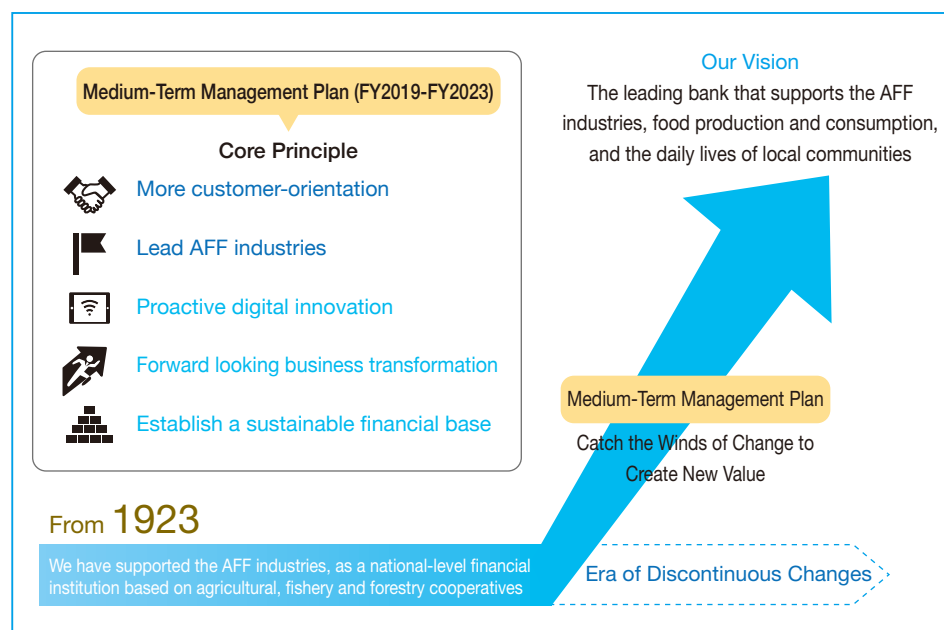 Medium-Term Management Plan (FY2019-FY2023)
Core Principle
More customer-orientation
Lead AFF industries
Proactive digital innovation
Forward looking business transformation
Establish a sustainable financial base
Our Vision
The leading bank that supports the AFF
industries, food production and consumption,
and the daily lives of local communities
Medium-Term Management Plan
Catch the Winds of Change to
Create New Value
From 1923
We have supported the AFF industries, as a national-level financial
institution based on agricultural, fishery and forestry cooperatives
Era of Discontinuous Changes